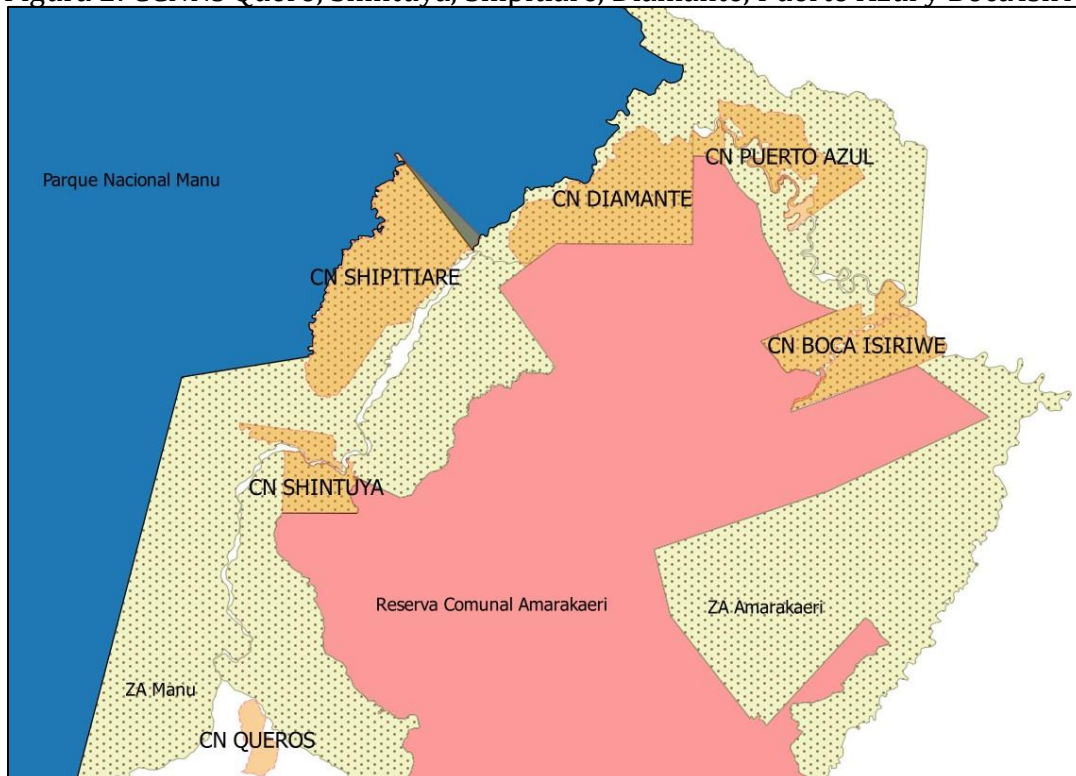 CN PUERTO AZUL
Parque Nacional Manu
CN DIAMANTE
CN SHIPITIARE
CN BOCA ISIRIWE
CN SHINTUYA
Reserva Comunal Amarakaeri
ZA Amarakaeri
ZA Manu
CN QUEROS